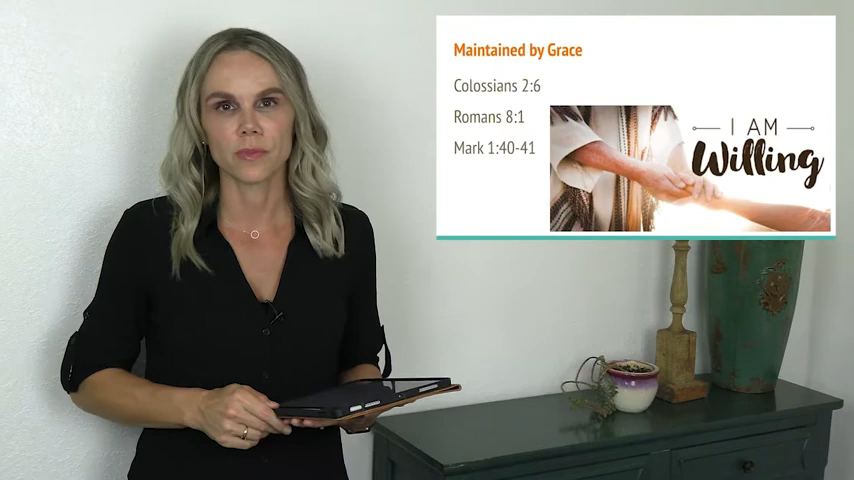 Maintained by Grace
Colossians 2:6
Romans 8:1
Mark 1:40-41
I AM
Willing